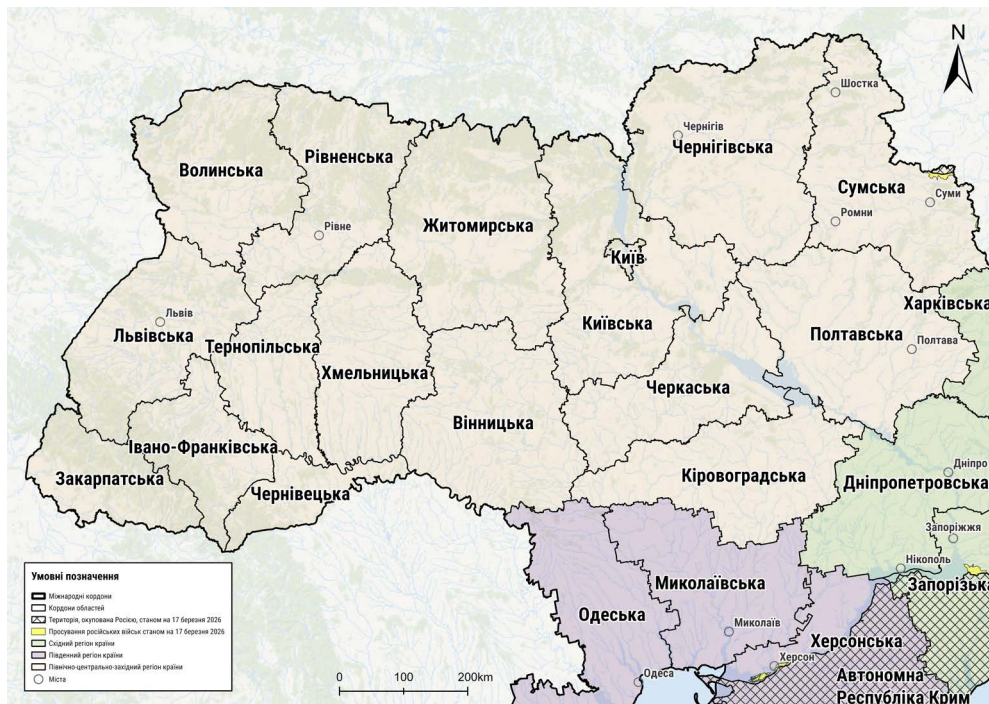 N
Шостка
Чернігів
Чернігівська
Волинська
Рівненська
Сумська
Суми
Ромни
Рівне
Житомирська
Київ
Львів
Львівська
Тернопільська
Київська
Харківська
Полтавська
Полтава
Хмельницька
Черкаська
Вінницька
Івано-Франківська
Закарпатська
Чернівецька
Кіровоградська
Дніпро
Дніпропетровська
Запоріжжя
Нікополь
Запорізька
Миколаївська
Одеська
Миколаїв
Херсонська
Херсон
Одеса
Автономна
Республіка Крим
Умовні позначення
Міжнародні кордони
Кордони областей
Територія, окупована Росією, станом на 17 березня 2026
Просування російських військ станом на 17 березня 2026
Східний регіон країни
Південний регіон країни
Північно-центрально-західний регіон країни
Міста
0 100 200km